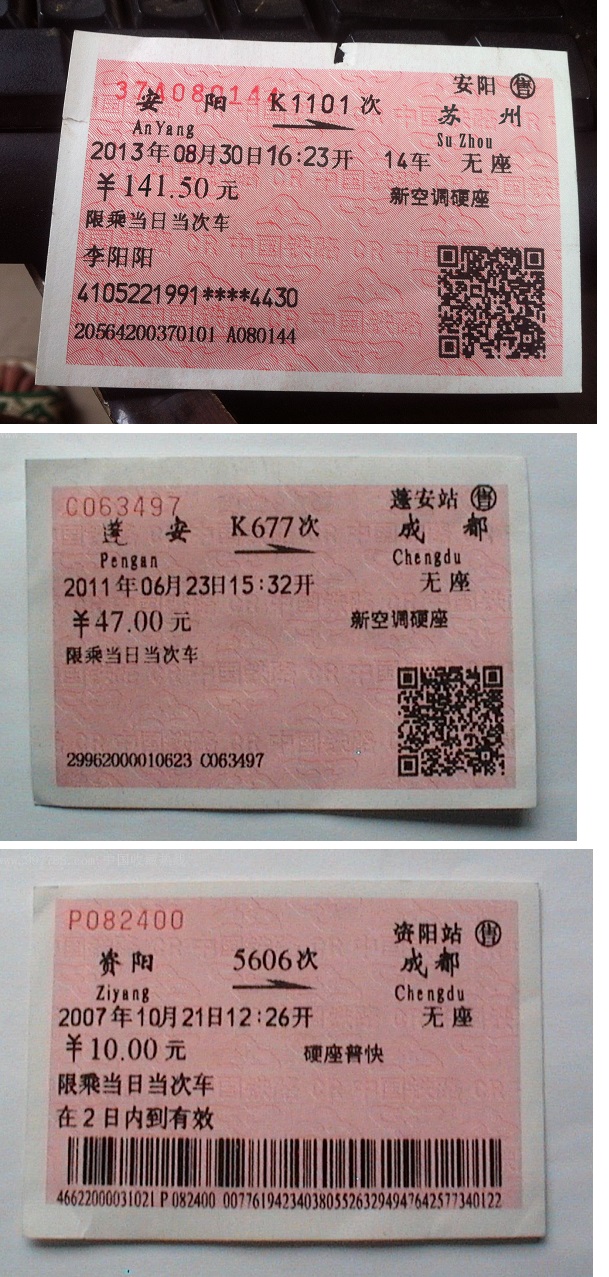 37A080144
安阳 售
安阳 K1101次 苏州
AnYang Su Zhou
2013年08月30日16:23开 14车 无座
￥141.50元 新空调硬座
限乘当日当次车
李阳阳
4105221991****4430
20564200370101 A080144
C063497
蓬安站 售
蓬安 K677次 成都
Pengan Chengdu
2011年06月23日15:32开 无座
￥47.00元 新空调硬座
限乘当日当次车
29962000010623 C063497
P082400
资阳站 售
资阳 5606次 成都
Ziyang Chengdu
2007年10月21日12:26开 无座
￥10.00元 硬座普快
限乘当日当次车
在2日内到有效
46622000031021 P 082400 0077619423403805526329494764257734​0122